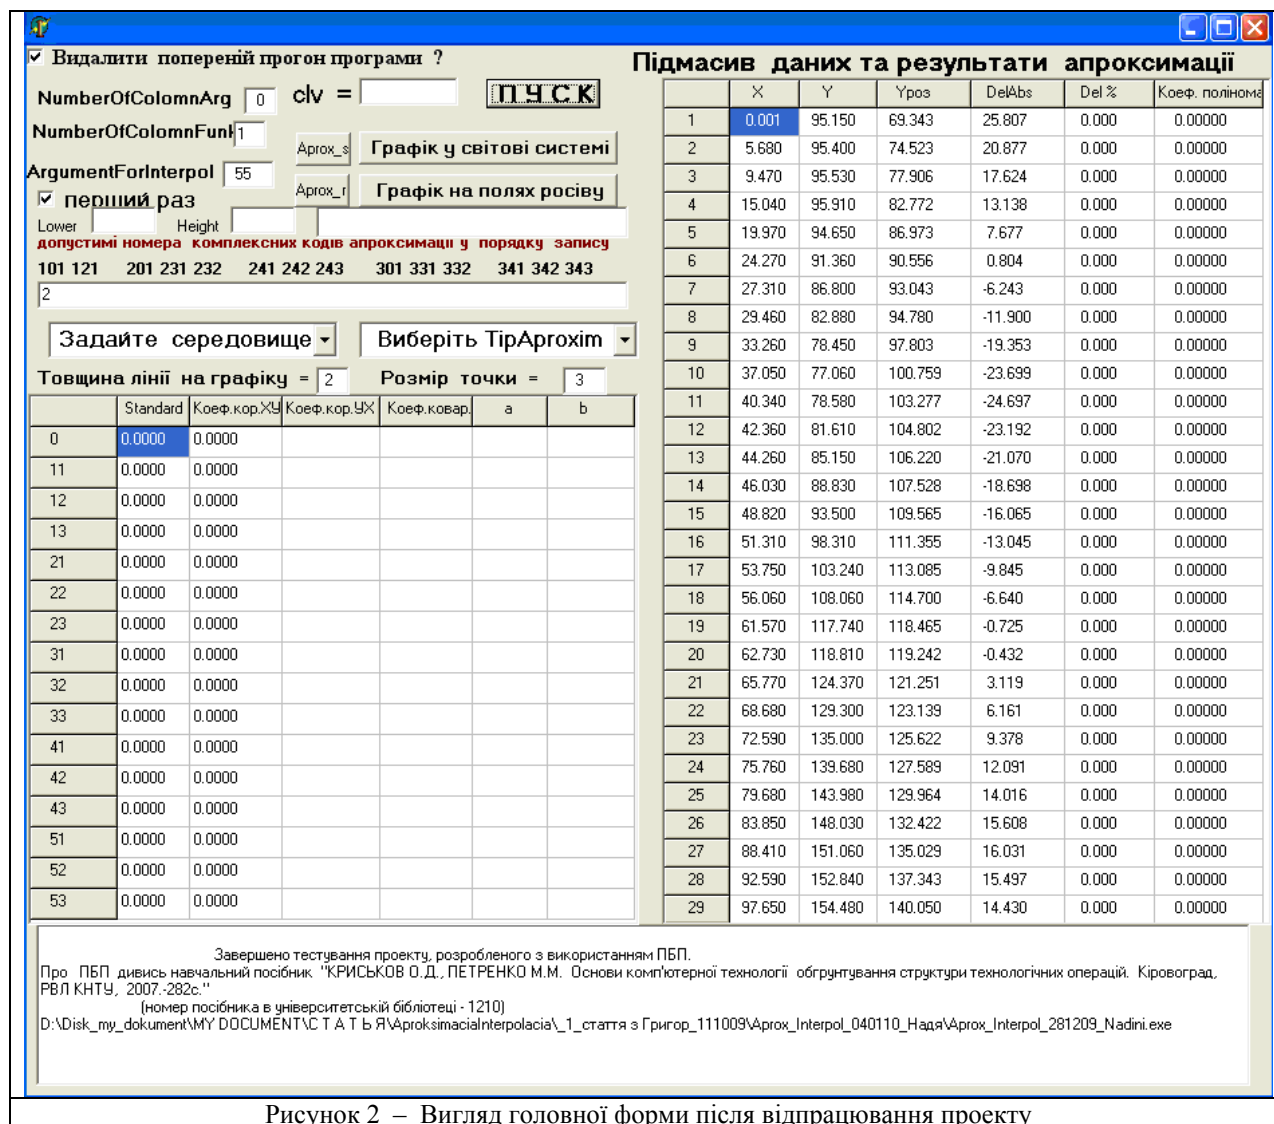 Видалити попереній прогон програми ?
NumberOfColomnArg 0 clv = ПУСК
NumberOfColomnFunk 1
Aprox_s Графік у світові системі
ArgumentForInterpol 55
Aprox_r Графік на полях росіву
перший раз
Lower Height
допустимі номера комплексних кодів апроксимації у порядку запису
101 121 201 231 232 241 242 243 301 331 332 341 342 343
2
Задайте середовище Виберіть TipAproxim
Товщина лінії на графіку = 2 Розмір точки = 3
Standard Коеф.кор.ХУ Коеф.кор.УХ Коеф.ковар. a b
0 0.0000 0.0000
11 0.0000 0.0000
12 0.0000 0.0000
13 0.0000 0.0000
21 0.0000 0.0000
22 0.0000 0.0000
23 0.0000 0.0000
31 0.0000 0.0000
32 0.0000 0.0000
33 0.0000 0.0000
41 0.0000 0.0000
42 0.0000 0.0000
43 0.0000 0.0000
51 0.0000 0.0000
52 0.0000 0.0000
53 0.0000 0.0000
Підмасив даних та результати апроксимації
X Y Yроз DelAbs Del % Коеф. полінома
1 0.001 95.150 69.343 25.807 0.000 0.00000
2 5.680 95.400 74.523 20.877 0.000 0.00000
3 9.470 95.530 77.906 17.624 0.000 0.00000
4 15.040 95.910 82.772 13.138 0.000 0.00000
5 19.970 94.650 86.973 7.677 0.000 0.00000
6 24.270 91.360 90.556 0.804 0.000 0.00000
7 27.310 86.800 93.043 -6.243 0.000 0.00000
8 29.460 82.880 94.780 -11.900 0.000 0.00000
9 33.260 78.450 97.803 -19.353 0.000 0.00000
10 37.050 77.060 100.759 -23.699 0.000 0.00000
11 40.340 78.580 103.277 -24.697 0.000 0.00000
12 42.360 81.610 104.802 -23.192 0.000 0.00000
13 44.260 85.150 106.220 -21.070 0.000 0.00000
14 46.030 88.830 107.528 -18.698 0.000 0.00000
15 48.820 93.500 109.565 -16.065 0.000 0.00000
16 51.310 98.310 111.355 -13.045 0.000 0.00000
17 53.750 103.240 113.085 -9.845 0.000 0.00000
18 56.060 108.060 114.700 -6.640 0.000 0.00000
19 61.570 117.740 118.465 -0.725 0.000 0.00000
20 62.730 118.810 119.242 -0.432 0.000 0.00000
21 65.770 124.370 121.251 3.119 0.000 0.00000
22 68.680 129.300 123.139 6.161 0.000 0.00000
23 72.590 135.000 125.622 9.378 0.000 0.00000
24 75.760 139.680 127.589 12.091 0.000 0.00000
25 79.680 143.980 129.964 14.016 0.000 0.00000
26 83.850 148.030 132.422 15.608 0.000 0.00000
27 88.410 151.060 135.029 16.031 0.000 0.00000
28 92.590 152.840 137.343 15.497 0.000 0.00000
29 97.650 154.480 140.050 14.430 0.000 0.00000
Завершено тестування проекту, розробленого з використанням ПБП.
Про ПБП дивись навчальний посібник "КРИСЬКОВ О.Д., ПЕТРЕНКО М.М. Основи комп'ютерної технології обгрунтування структури технологічних операцій. Кіровоград,
РВЛ КНТУ, 2007.-282с."
(номер посібника в університетській бібліотеці - 1210)
D:\Disk_my_dokument\MY DOCUMENT\С Т А Т Ь Я\AproksimaciaInterpolacia\_1_стаття з Григор_111009\Aprox_Interpol_040110_Надя\Aprox_Interpol_281209_Nadini.exe
Рисунок 2 – Вигляд головної форми після відпрацювання проекту